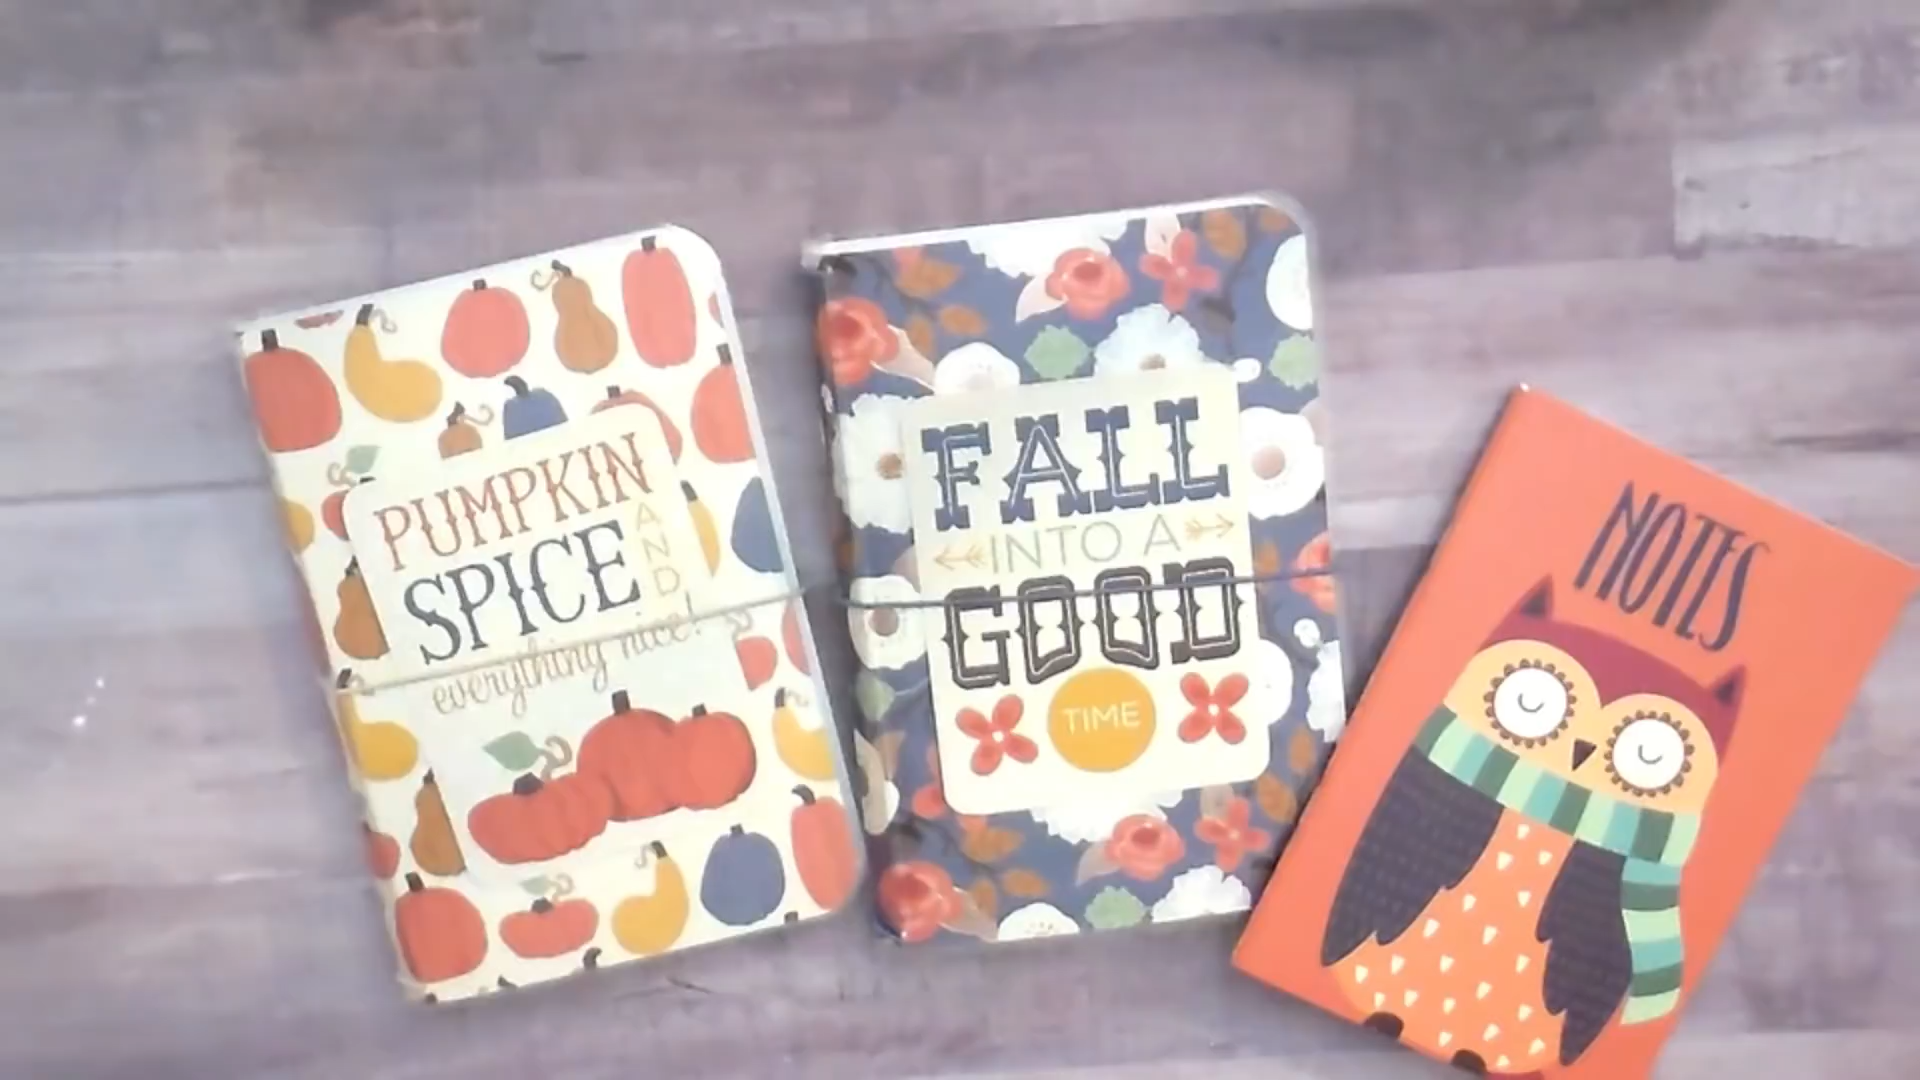 PUMPKIN
SPICE
AND
everything nice!
FALL
INTO A
GOOD
TIME
NOTES